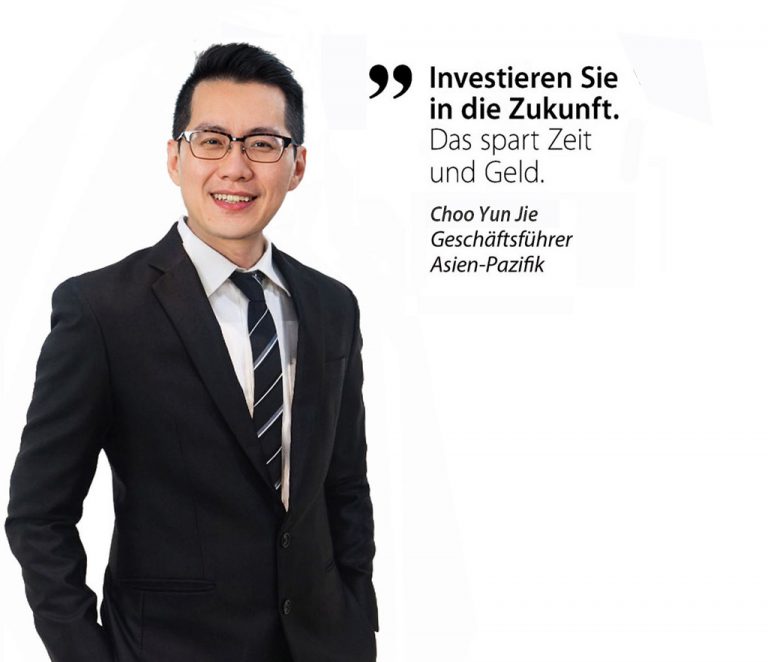 ” Investieren Sie
in die Zukunft.
Das spart Zeit
und Geld.
Choo Yun Jie
Geschäftsführer
Asien-Pazifik